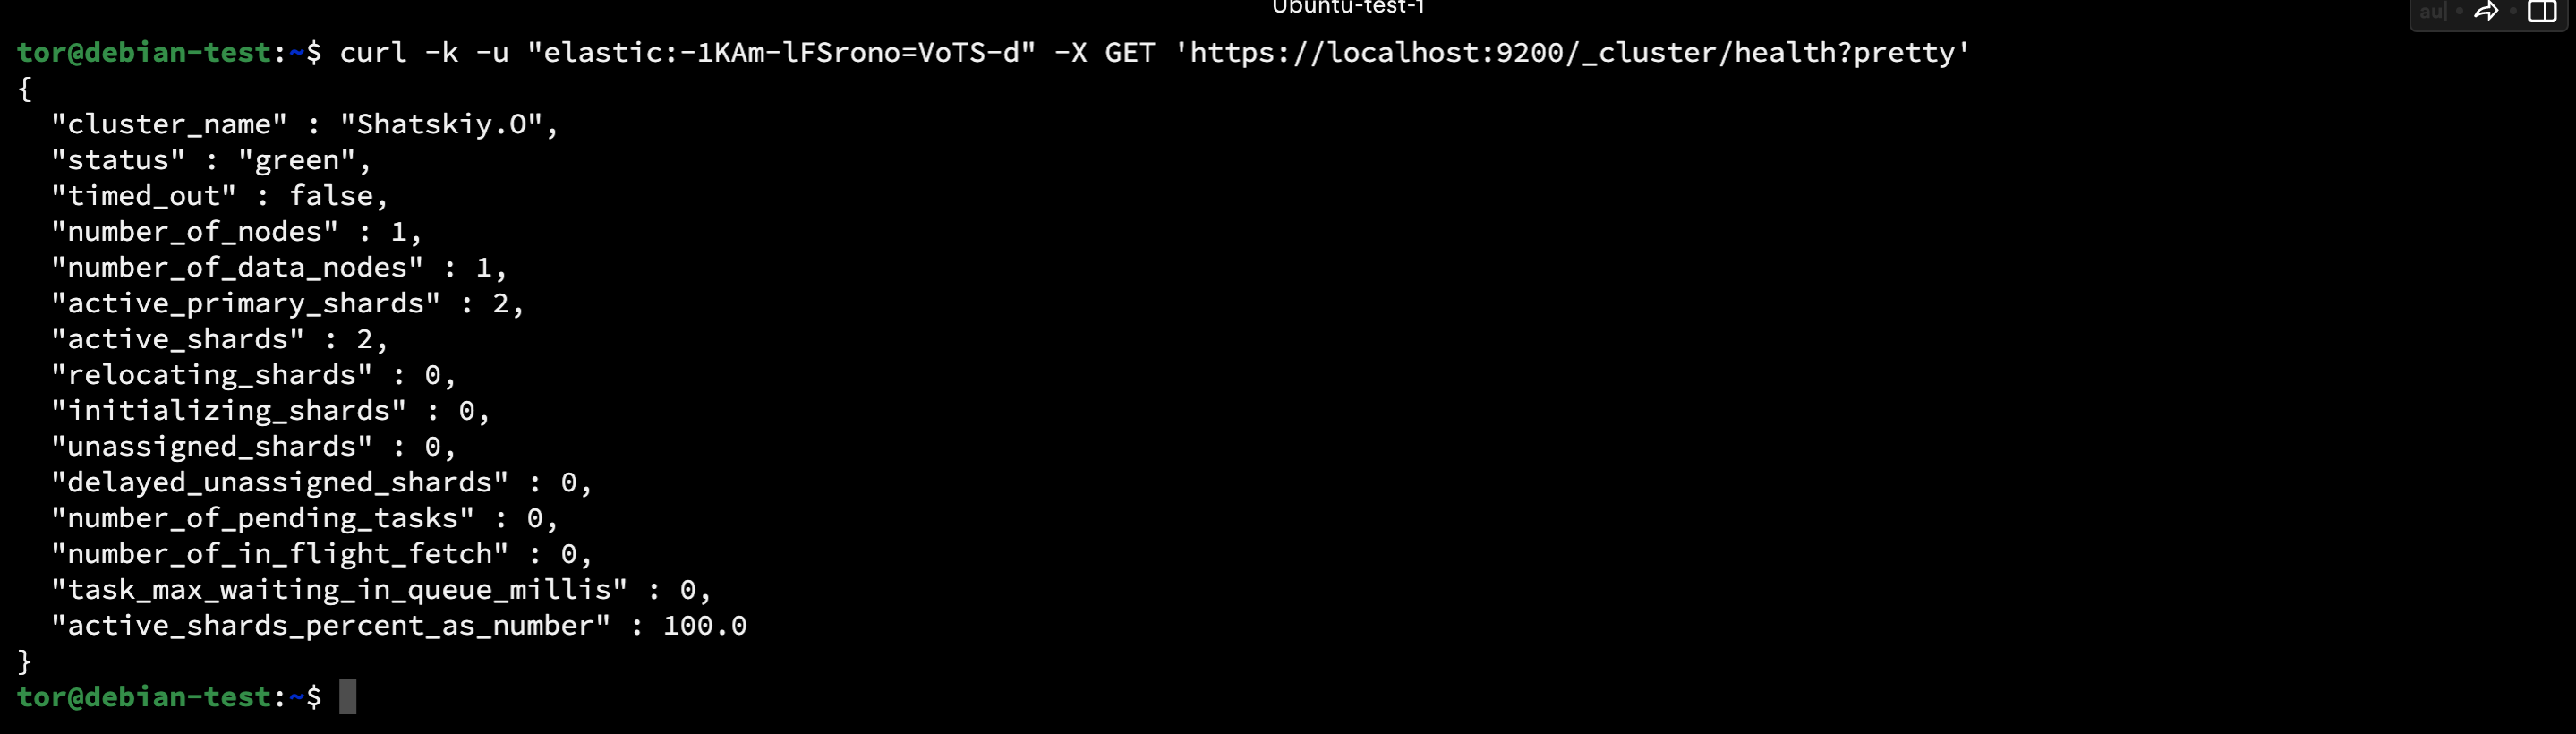 Ubuntu-test-1
au
tor@debian-test:~$ curl -k -u "elastic:-1KAm-lFSrono=VoTS-d" -X GET 'https://localhost:9200/_cluster/health?pretty'
{
  "cluster_name" : "Shatskiy.O",
  "status" : "green",
  "timed_out" : false,
  "number_of_nodes" : 1,
  "number_of_data_nodes" : 1,
  "active_primary_shards" : 2,
  "active_shards" : 2,
  "relocating_shards" : 0,
  "initializing_shards" : 0,
  "unassigned_shards" : 0,
  "delayed_unassigned_shards" : 0,
  "number_of_pending_tasks" : 0,
  "number_of_in_flight_fetch" : 0,
  "task_max_waiting_in_queue_millis" : 0,
  "active_shards_percent_as_number" : 100.0
}
tor@debian-test:~$